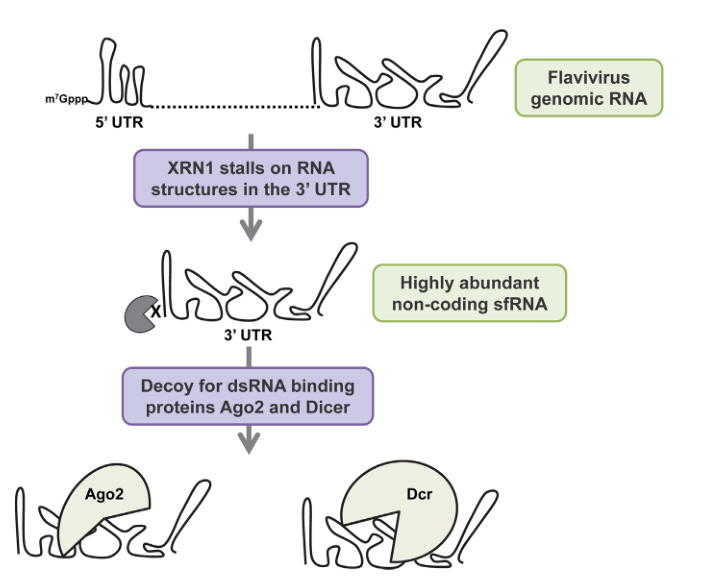 m⁷Gppp
5’ UTR
3’ UTR
Flavivirus
genomic RNA
XRN1 stalls on RNA
structures in the 3’ UTR
X
3’ UTR
Highly abundant
non-coding sfRNA
Decoy for dsRNA binding
proteins Ago2 and Dicer
Ago2
Dcr